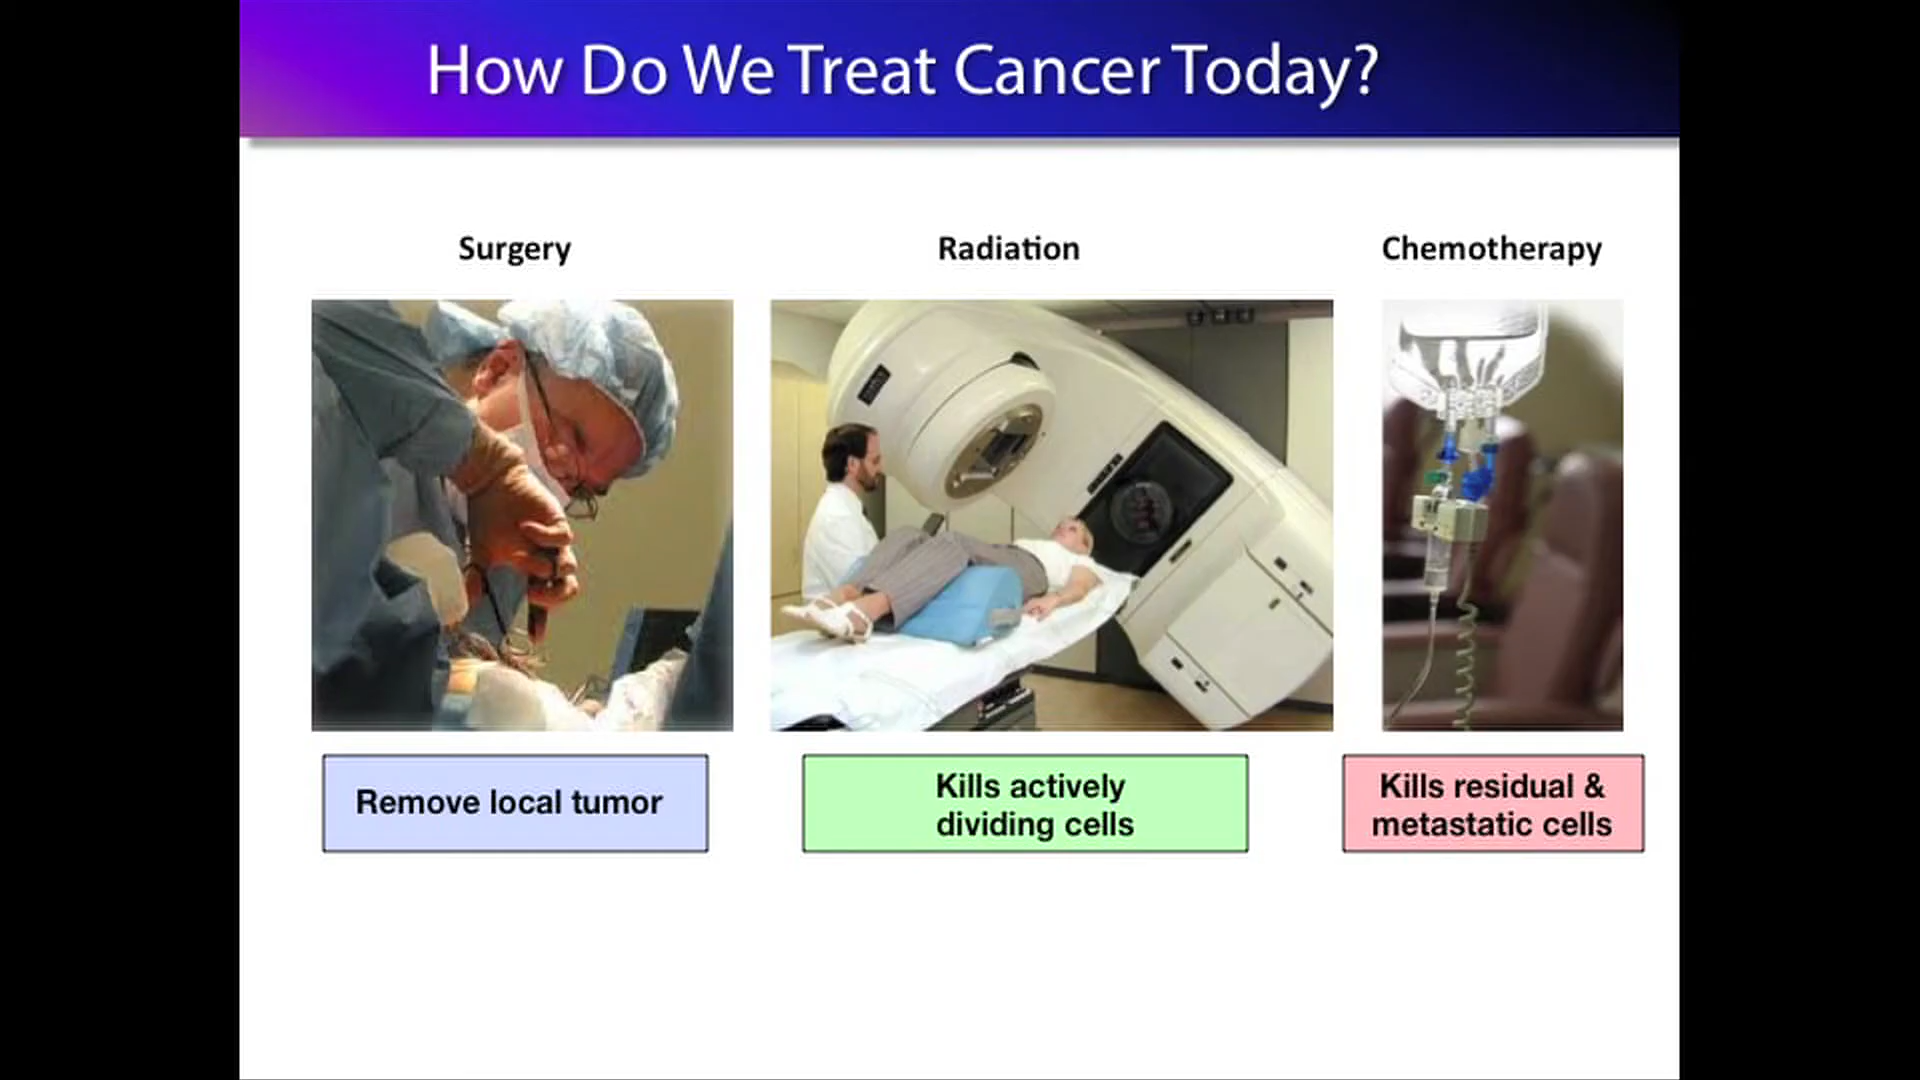 How Do We Treat Cancer Today?
Surgery
Radiation
Chemotherapy
Remove local tumor
Kills actively
dividing cells
Kills residual &
metastatic cells